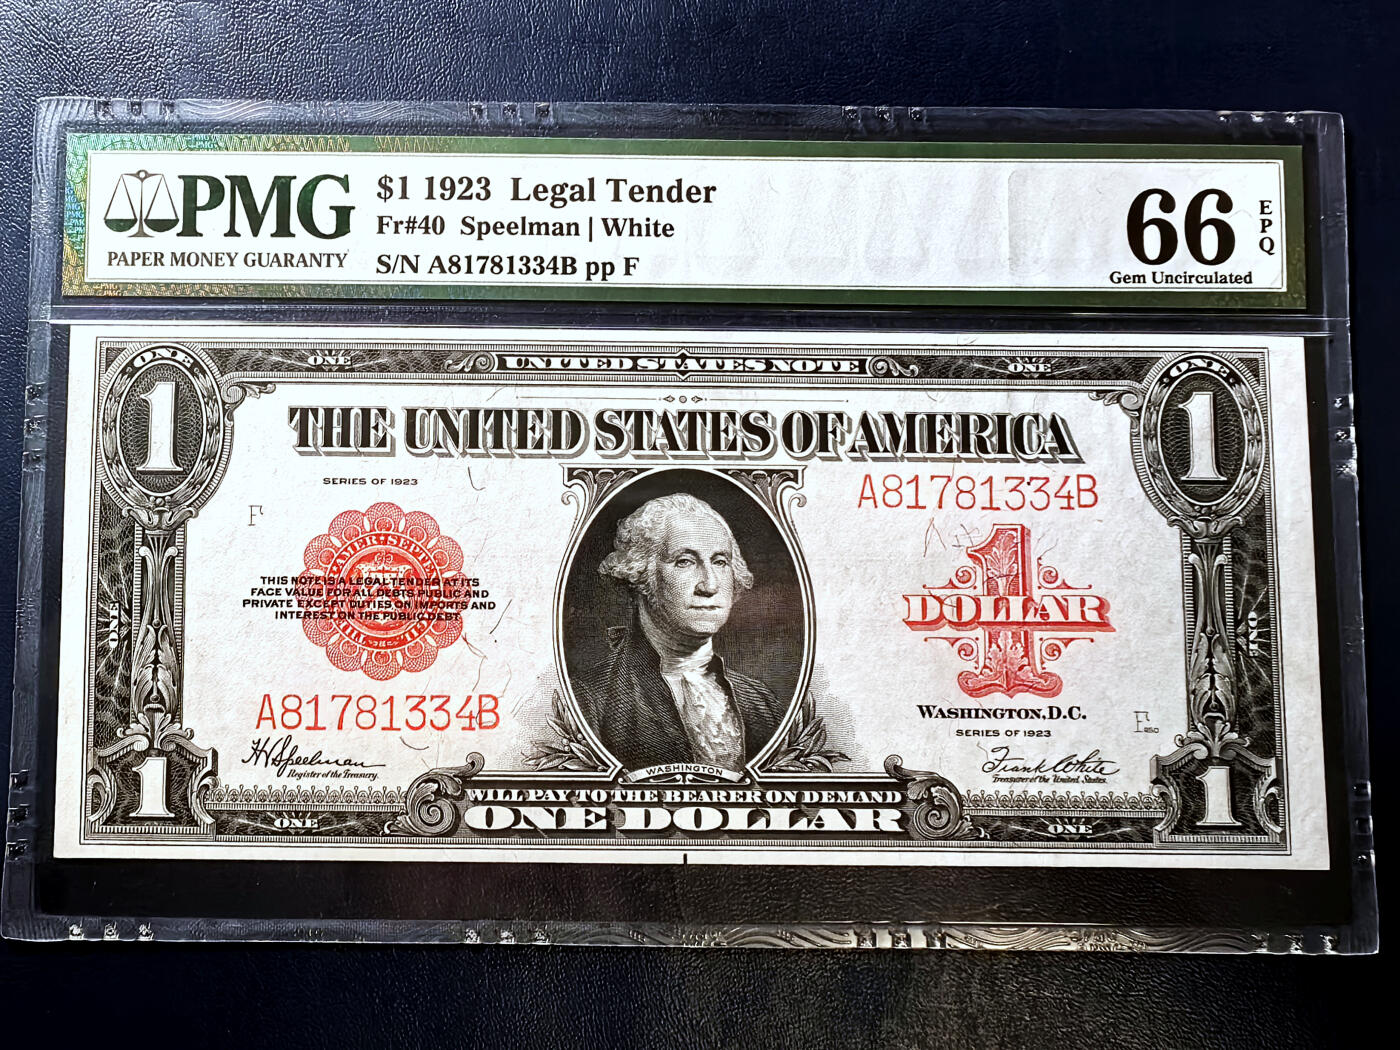 PMG
PAPER MONEY GUARANTY
$1 1923 Legal Tender
Fr#40 Speelman | White
S/N A81781334B pp F
66
EPQ
Gem Uncirculated
ONE
ONE
UNITED STATES NOTE
ONE
ONE
1
1
THE UNITED STATES OF AMERICA
SERIES OF 1923
A81781334B
F
THIS NOTE IS A LEGAL TENDER AT ITS
FACE VALUE FOR ALL DEBTS PUBLIC AND
PRIVATE EXCEPT DUTIES ON IMPORTS AND
INTEREST ON THE PUBLIC DEBT
1
DOLLAR
ONE
ONE
A81781334B
WASHINGTON, D.C.
SERIES OF 1923
F
H V Speelman
Register of the Treasury.
Frank White
Treasurer of the United States.
WASHINGTON
WILL PAY TO THE BEARER ON DEMAND
ONE DOLLAR
1
1
ONE
ONE